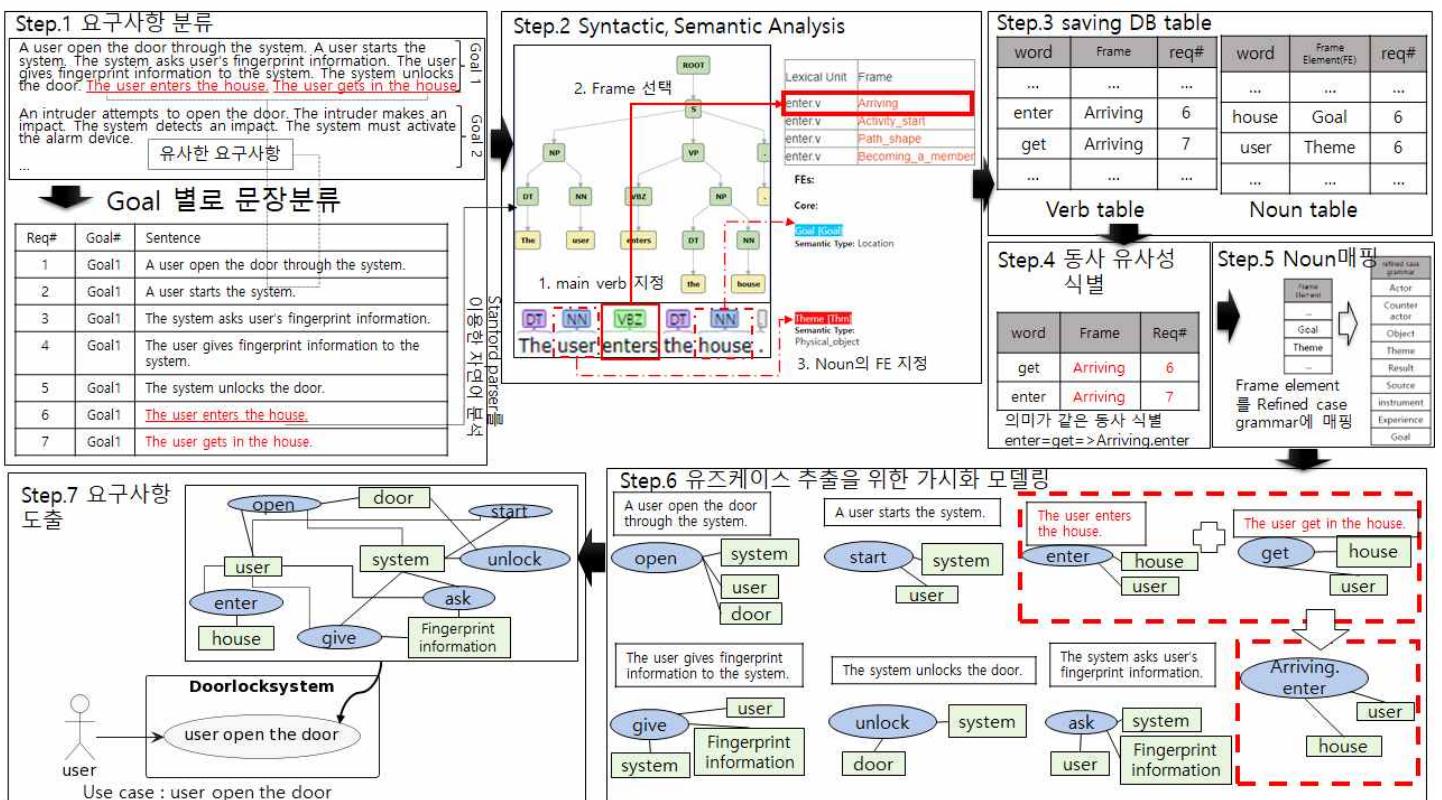 Step.1 요구사항 분류
A user open the door through the system. A user starts the
system. The system asks user's fingerprint information. The user
gives fingerprint information to the system. The system unlocks
the door. The user enters the house. The user gets in the house.
Goal 1
An intruder attempts to open the door. The intruder makes an
impact. The system detects an impact. The system must activate
the alarm device.
Goal 2
유사한 요구사항
...
Goal 별로 문장분류
Req# Goal# Sentence
1 Goal1 A user open the door through the system.
2 Goal1 A user starts the system.
3 Goal1 The system asks user's fingerprint information.
4 Goal1 The user gives fingerprint information to the
system.
5 Goal1 The system unlocks the door.
6 Goal1 The user enters the house.
7 Goal1 The user gets in the house.
Stanford parser를
이용한 자연어 분석
Step.2 Syntactic, Semantic Analysis
ROOT
2. Frame 선택
S
NP VP .
DT NN VBZ NP .
The user enters DT NN
1. main verb 지정
the house
DT NN VBZ DT NN
The user enters the house .
Lexical Unit Frame
enter.v Arriving
enter.v Activity_start
enter.v Path_shape
enter.v Becoming_a_member
FEs:
Core:
Goal [Goal]
Semantic Type: Location
Theme [Thm]
Semantic Type:
Physical_object
3. Noun의 FE 지정
Step.3 saving DB table
word Frame req#
... ... ...
enter Arriving 6
get Arriving 7
... ... ...
Verb table
word Frame Element(FE) req#
... ... ...
house Goal 6
user Theme 6
... ... ...
Noun table
Step.4 동사 유사성
식별
word Frame Req#
get Arriving 6
enter Arriving 7
의미가 같은 동사 식별
enter=get=>Arriving.enter
Step.5 Noun매핑
Frame
Element
...
Goal
Theme
...
refined case
grammar
Actor
Counter
actor
Object
Theme
Result
Source
instrument
Experience
Goal
Frame element
를 Refined case
grammar에 매핑
Step.6 유즈케이스 추출을 위한 가시화 모델링
A user open the door
through the system.
open
system
user
door
A user starts the system.
start
system
user
The user enters
the house.
enter
house
user
The user get in the house.
get
house
user
The user gives fingerprint
information to the system.
give
user
Fingerprint
information
system
The system unlocks the door.
unlock
system
door
The system asks user's
fingerprint information.
ask
system
user
Fingerprint
information
Arriving.
enter
user
house
Step.7 요구사항
도출
open
door
start
user
system
unlock
enter
ask
house
give
Fingerprint
information
Doorlocksystem
user open the door
user
Use case : user open the door